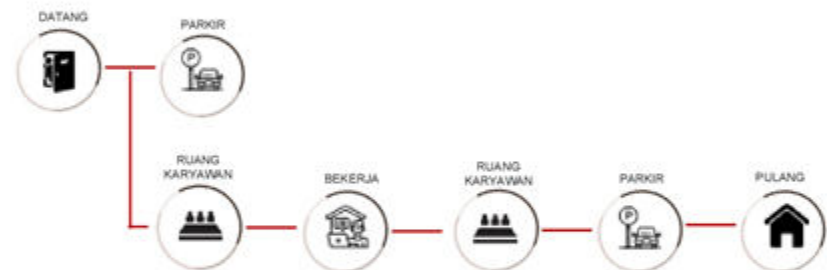 DATANG
PARKIR
RUANG
KARYAWAN
BEKERJA
RUANG
KARYAWAN
PARKIR
PULANG